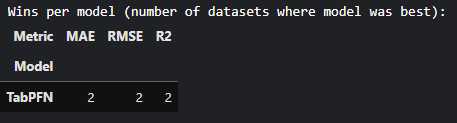 Wins per model (number of datasets where model was best):
Metric MAE RMSE R2
Model
TabPFN 2 2 2